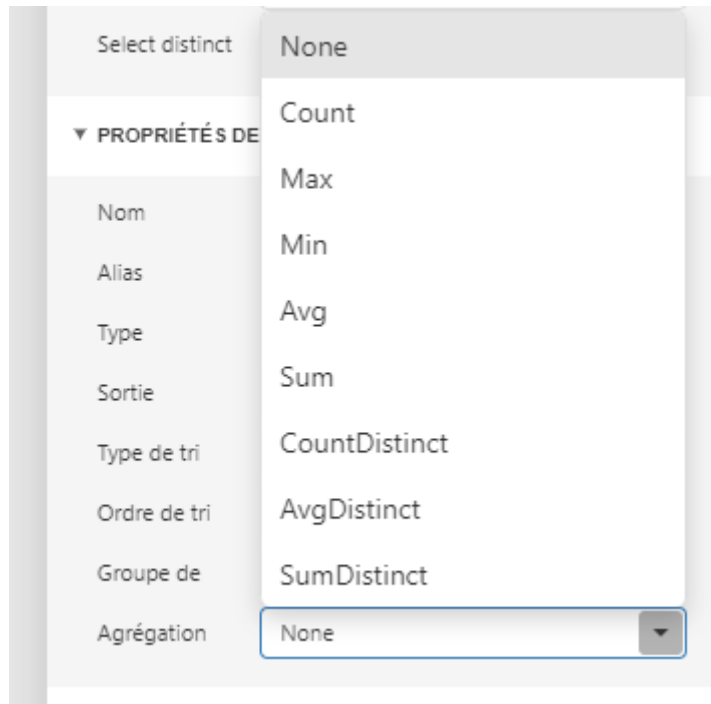 Select distinct
None
Count
▼ PROPRIÉTÉS DE
Max
Nom
Min
Alias
Avg
Type
Sum
Sortie
CountDistinct
Type de tri
AvgDistinct
Ordre de tri
SumDistinct
Groupe de
Agrégation
None